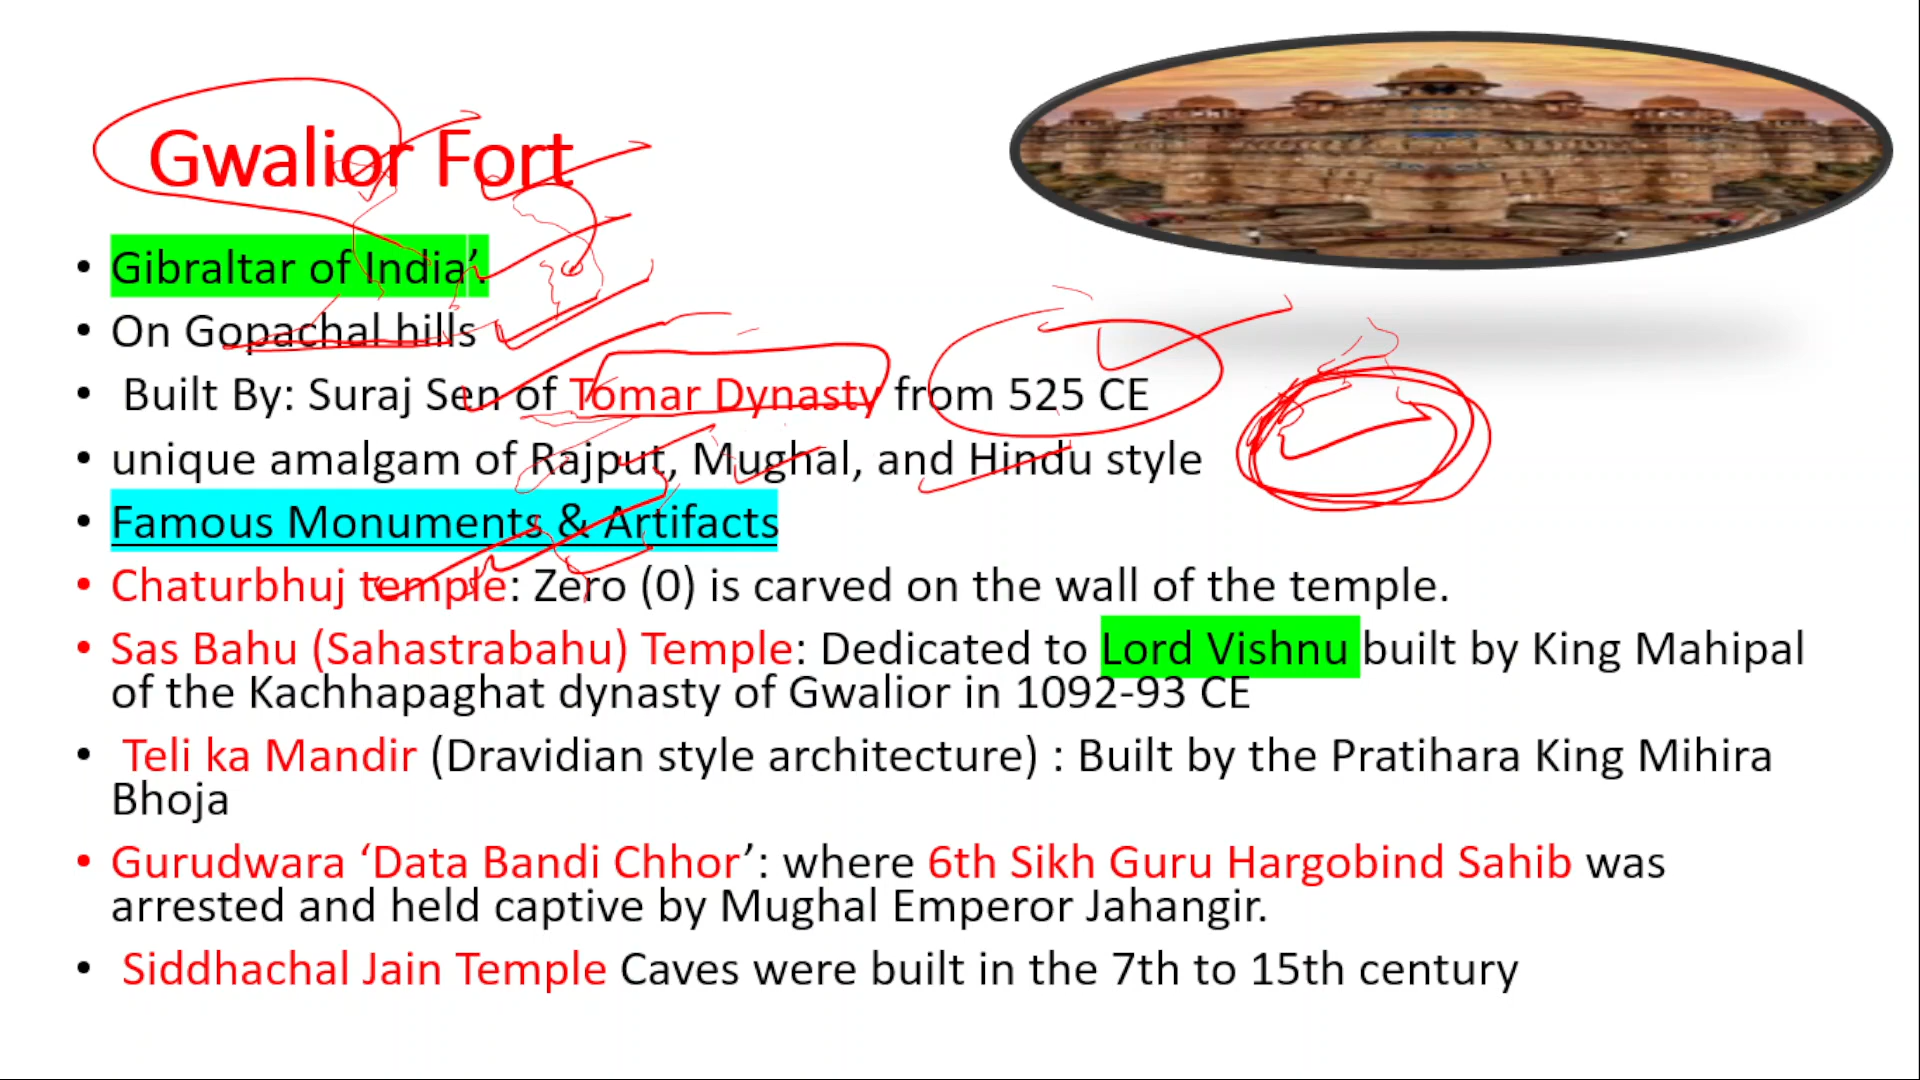 Gwalior Fort
• Gibraltar of India’.
• On Gopachal hills
• Built By: Suraj Sen of Tomar Dynasty from 525 CE
• unique amalgam of Rajput, Mughal, and Hindu style
• Famous Monuments & Artifacts
• Chaturbhuj temple: Zero (0) is carved on the wall of the temple.
• Sas Bahu (Sahastrabahu) Temple: Dedicated to Lord Vishnu built by King Mahipal
of the Kachhapaghat dynasty of Gwalior in 1092-93 CE
• Teli ka Mandir (Dravidian style architecture) : Built by the Pratihara King Mihira
Bhoja
• Gurudwara ‘Data Bandi Chhor’: where 6th Sikh Guru Hargobind Sahib was
arrested and held captive by Mughal Emperor Jahangir.
• Siddhachal Jain Temple Caves were built in the 7th to 15th century